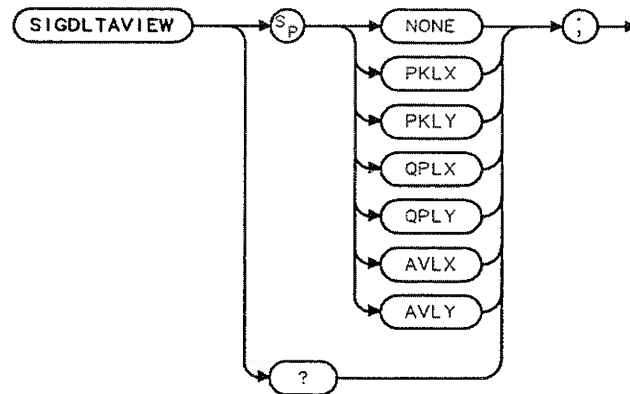 SIGDLTAVIEW SP NONE ;
PKLX
PKLY
QPLX
QPLY
AVLX
AVLY
?